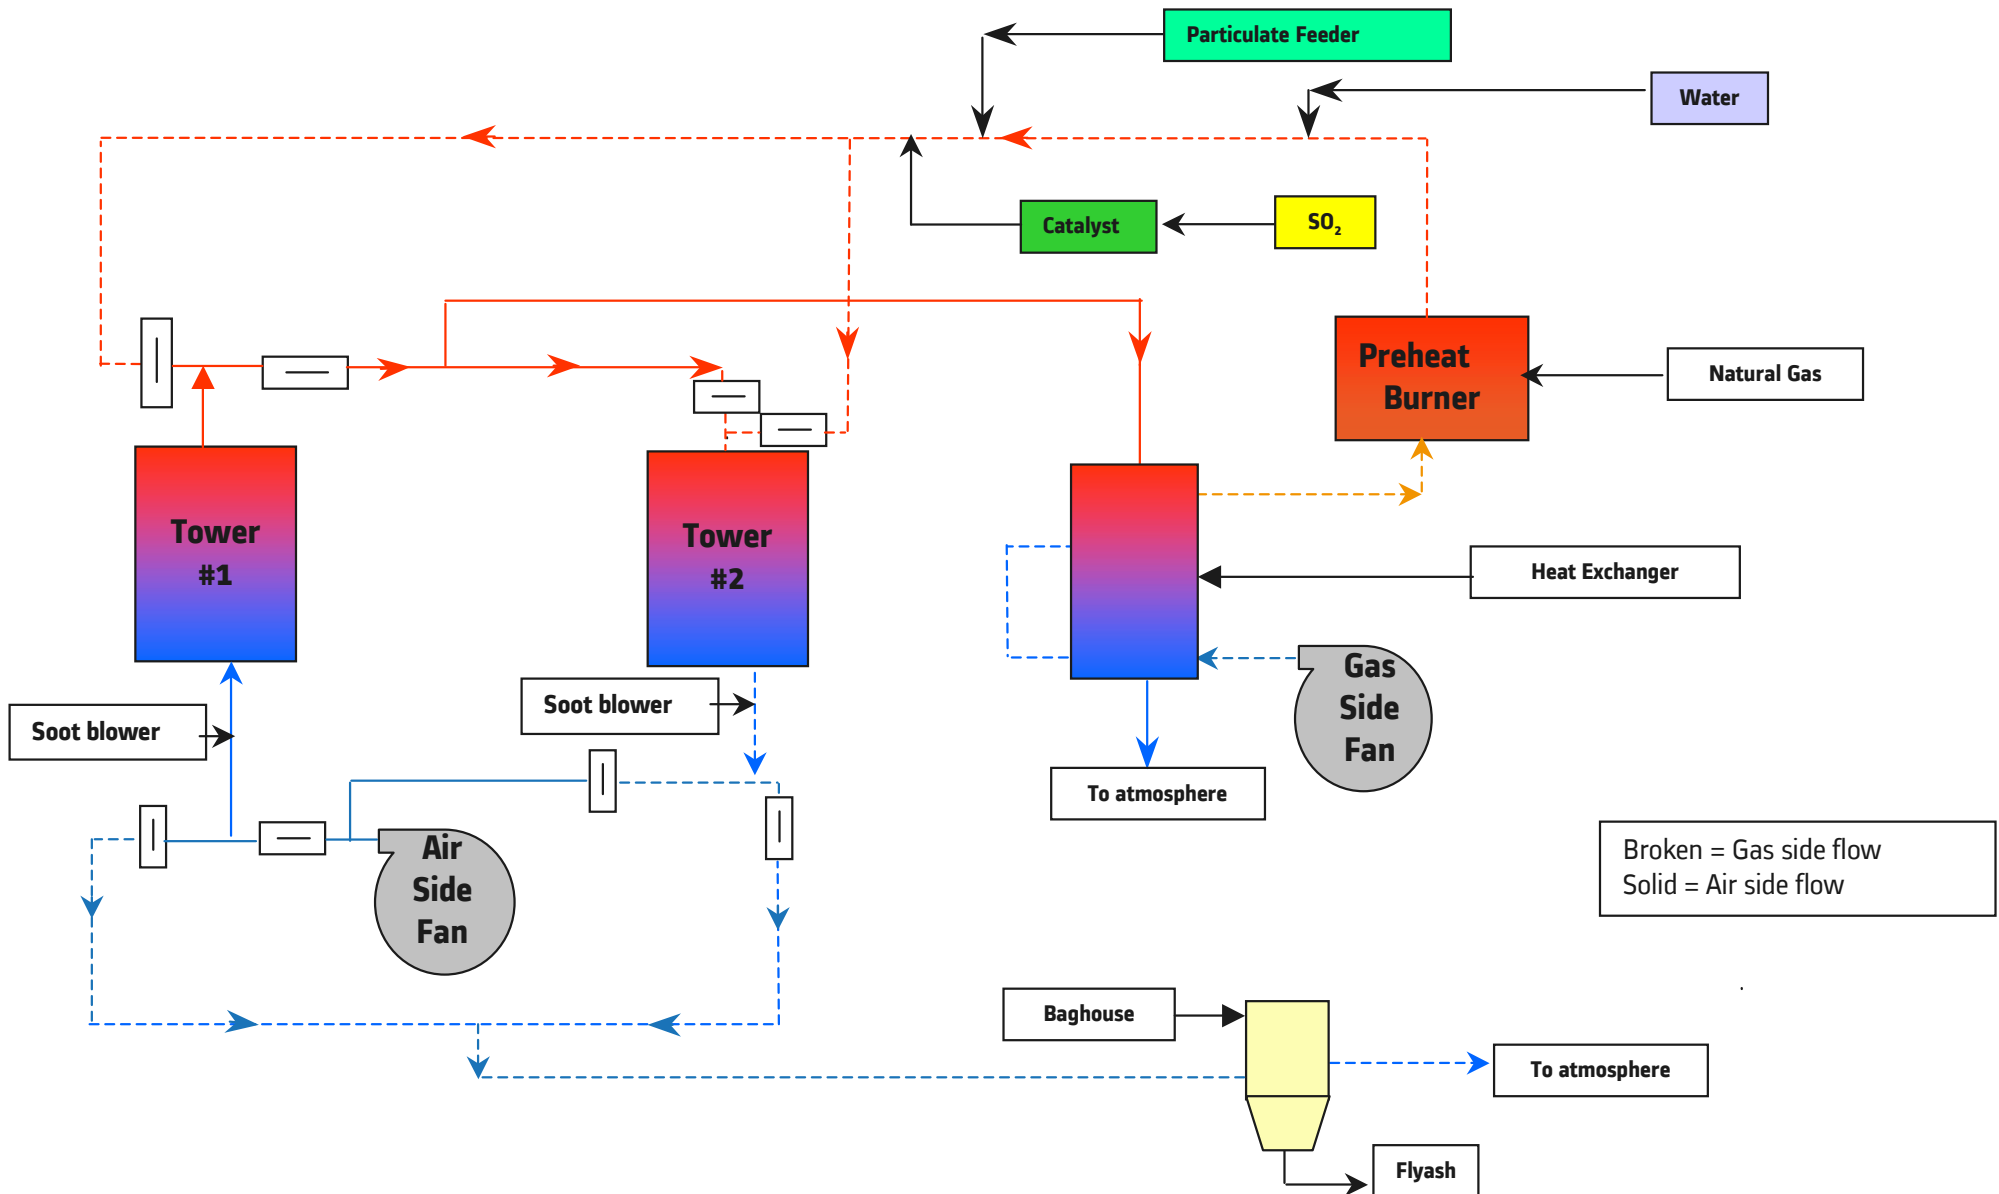 Particulate Feeder
Water
Catalyst
SO₂
Preheat
Burner
Natural Gas
Tower
#1
Tower
#2
Heat Exchanger
Soot blower
Soot blower
Gas
Side
Fan
To atmosphere
Air
Side
Fan
Broken = Gas side flow
Solid = Air side flow
Baghouse
To atmosphere
Flyash